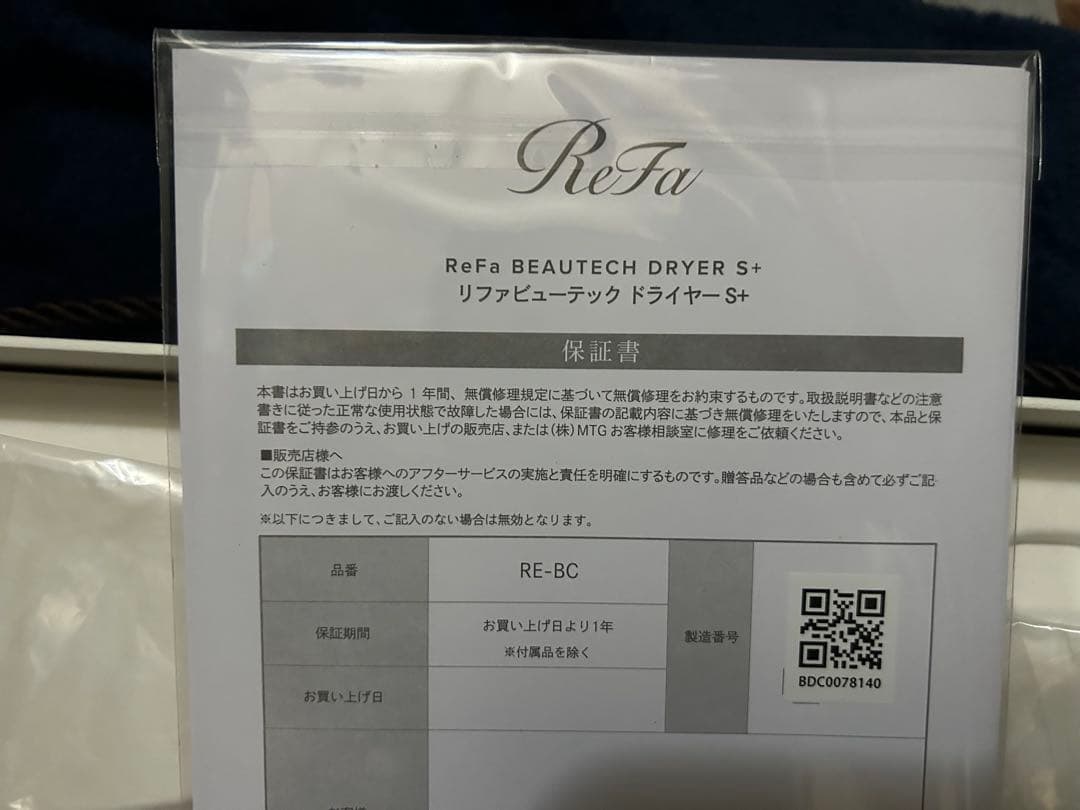 ReFa
ReFa BEAUTECH DRYER S+
リファビューテック ドライヤー S+
保証書
本書はお買い上げ日から 1 年間、無償修理規定に基づいて無償修理をお約束するものです。取扱説明書などの注意
書きに従った正常な使用状態で故障した場合には、保証書の記載内容に基づき無償修理をいたしますので、本品と保
証書をご持参のうえ、お買い上げの販売店、または(株)MTG お客様相談室に修理をご依頼ください。
■販売店様へ
この保証書はお客様へのアフターサービスの実施と責任を明確にするものです。贈答品などの場合も含めて必ずご記
入のうえ、お客様にお渡しください。
※以下につきまして、ご記入のない場合は無効となります。
品番
RE-BC
保証期間
お買い上げ日より1年
※付属品を除く
お買い上げ日
製造番号
BDC0078140